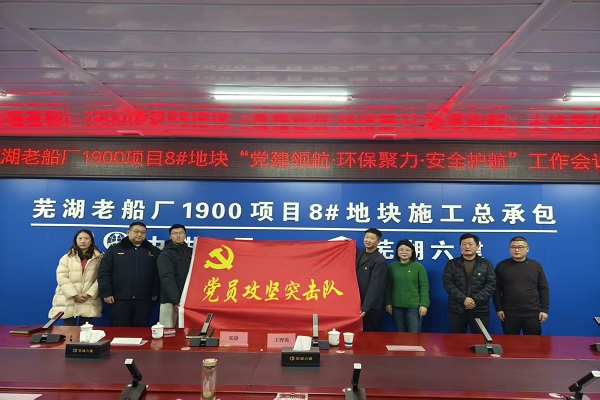 湖老船厂1900项目8#地块“党建领航·环保聚力·安全护航”工作会议
芜湖老船厂1900项目8#地块施工总承包
芜湖六建
党员攻坚突击队